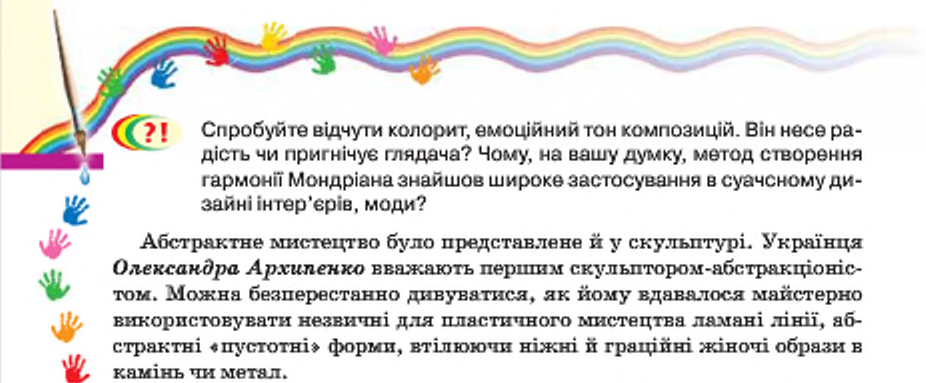 ?!
Спробуйте відчути колорит, емоційний тон композицій. Він несе ра-
дість чи пригнічує глядача? Чому, на вашу думку, метод створення
гармонії Мондріана знайшов широке застосування в суачсному ди-
зайні інтер’єрів, моди?
Абстрактне мистецтво було представлене й у скульптурі. Українця
Олександра Архипенко вважають першим скульптором-абстракціоніс-
том. Можна безперестанно дивуватися, як йому вдавалося майстерно
використовувати незвичні для пластичного мистецтва ламані лінії, аб-
страктні «пустотні» форми, втілюючи ніжні й граційні жіночі образи в
камінь чи метал.